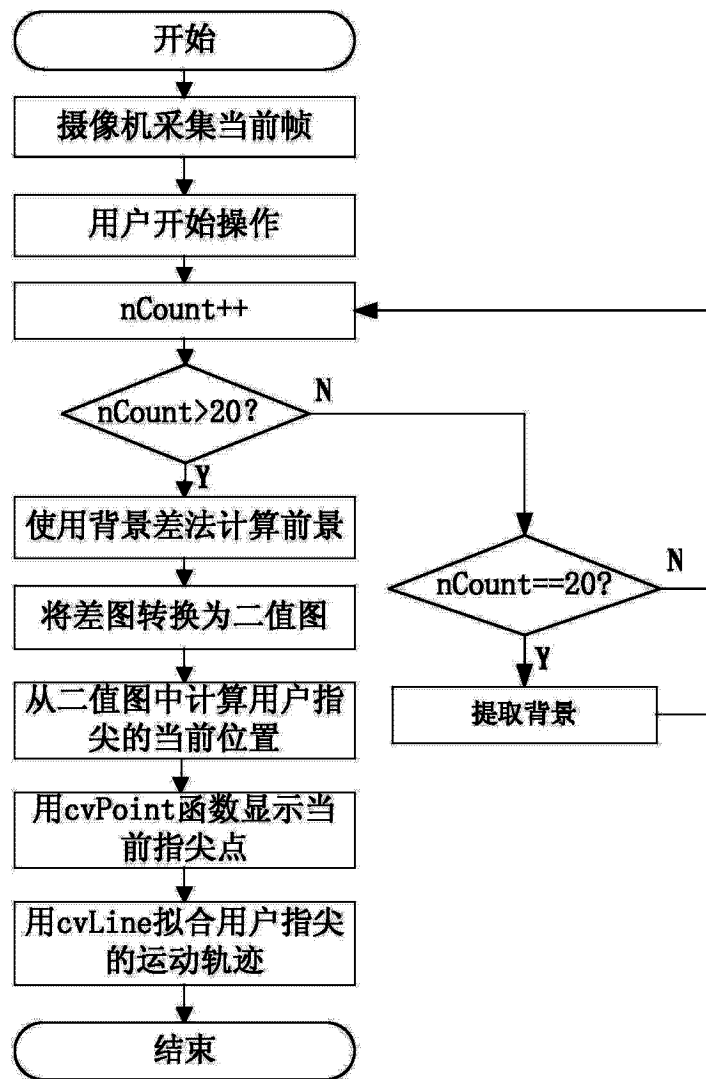 开始
摄像机采集当前帧
用户开始操作
nCount++
nCount>20?
N
Y
使用背景差法计算前景
nCount==20?
N
将差图转换为二值图
Y
从二值图中计算用户指
尖的当前位置
提取背景
用cvPoint函数显示当
前指尖点
用cvLine拟合用户指尖
的运动轨迹
结束